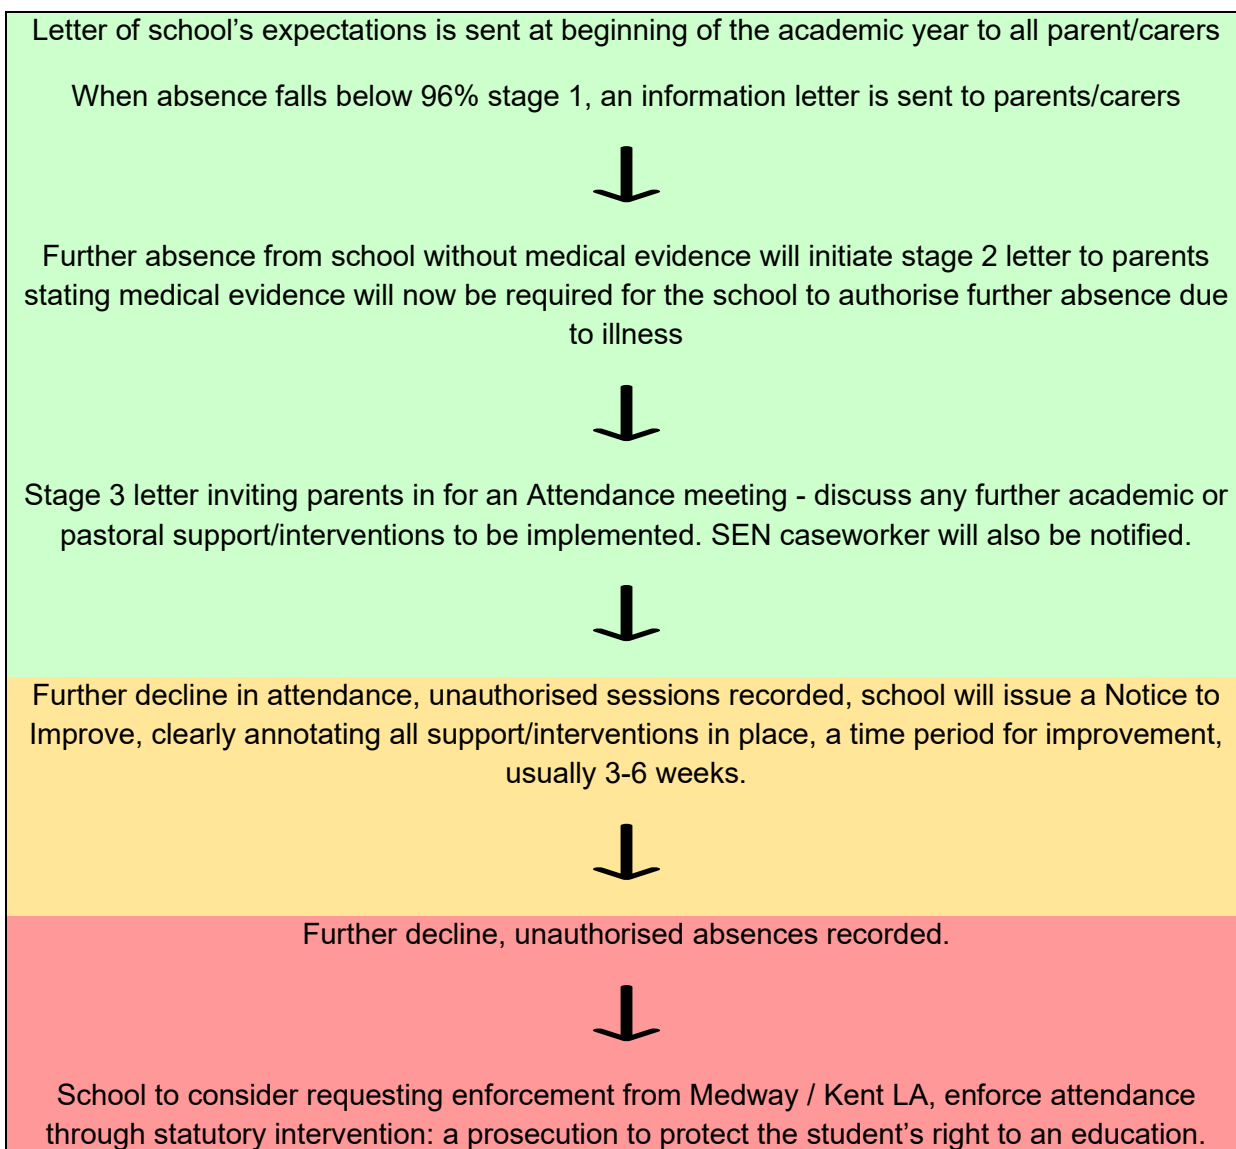 Letter of school’s expectations is sent at beginning of the academic year to all parent/carers
When absence falls below 96% stage 1, an information letter is sent to parents/carers
Further absence from school without medical evidence will initiate stage 2 letter to parents
stating medical evidence will now be required for the school to authorise further absence due
to illness
Stage 3 letter inviting parents in for an Attendance meeting - discuss any further academic or
pastoral support/interventions to be implemented. SEN caseworker will also be notified.
Further decline in attendance, unauthorised sessions recorded, school will issue a Notice to
Improve, clearly annotating all support/interventions in place, a time period for improvement,
usually 3-6 weeks.
Further decline, unauthorised absences recorded.
School to consider requesting enforcement from Medway / Kent LA, enforce attendance
through statutory intervention: a prosecution to protect the student’s right to an education.